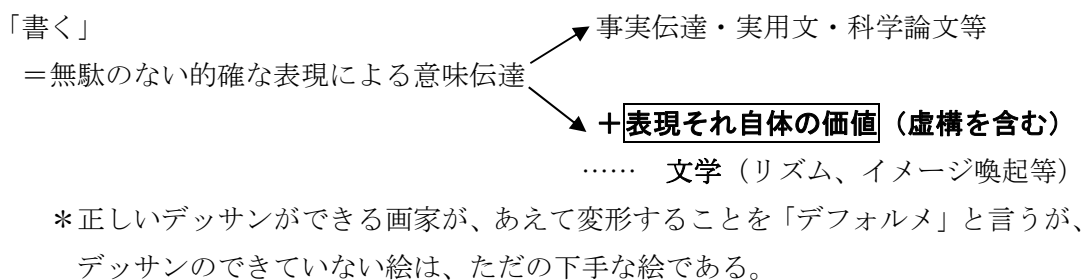 「書く」
事実伝達・実用文・科学論文等
＝無駄のない的確な表現による意味伝達
＋表現それ自体の価値（虚構を含む）
…… 文学（リズム、イメージ喚起等）
＊正しいデッサンができる画家が、あえて変形することを「デフォルメ」と言うが、
デッサンのできていない絵は、ただの下手な絵である。